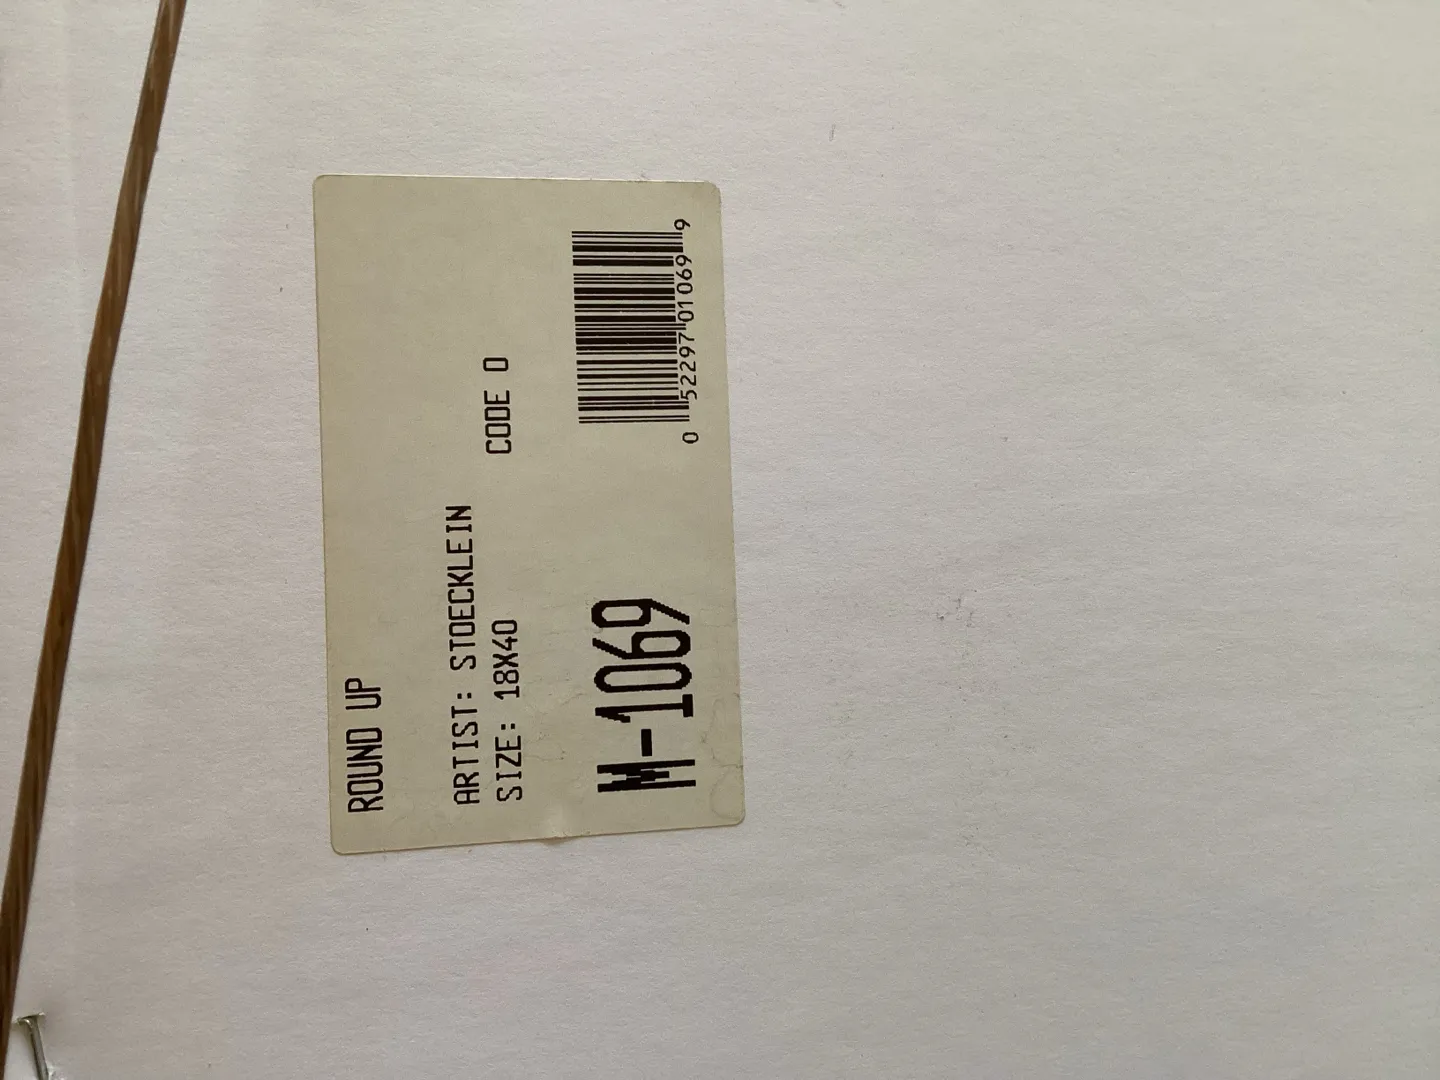 ROUND UP
ARTIST: STOECKLEIN
SIZE: 18X40 CODE O
M-1069
0 52297 01069 9